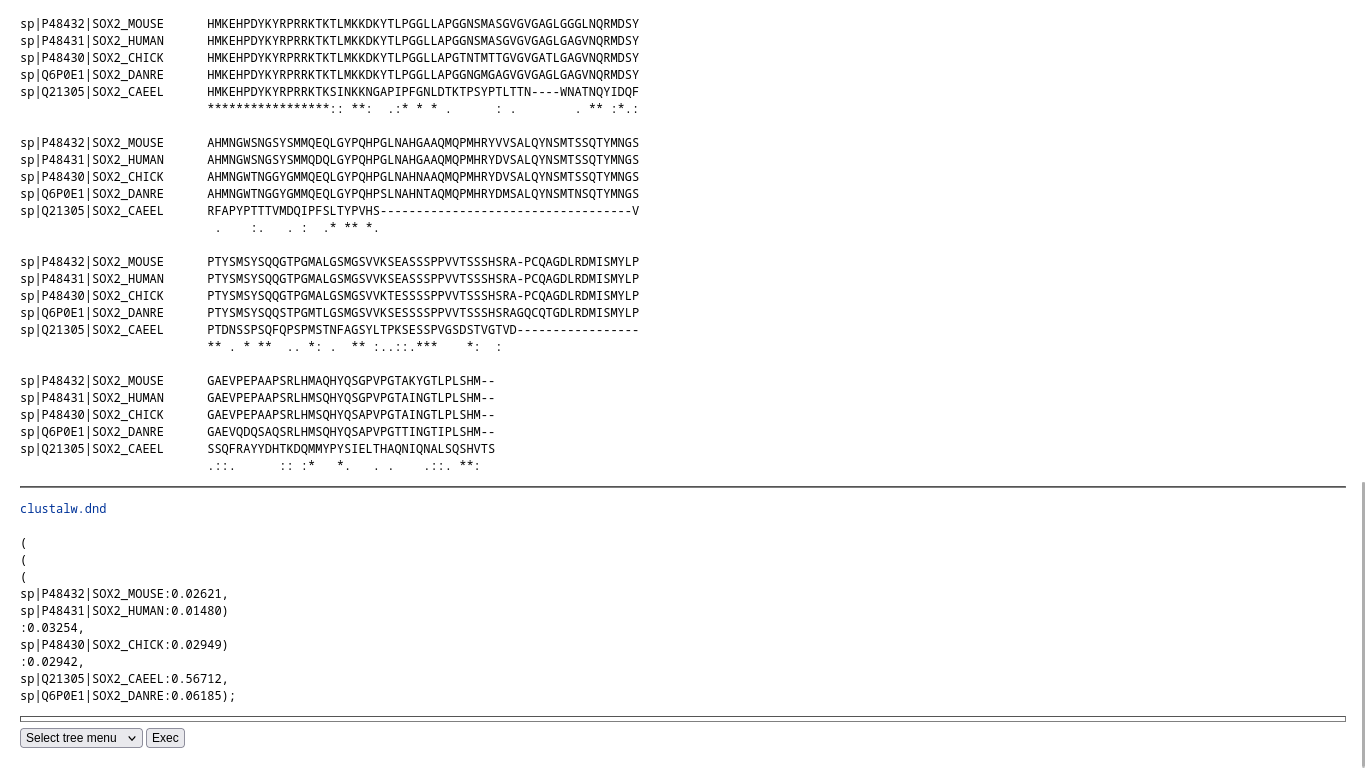 sp|P48432|SOX2_MOUSE      HMKEHPDYKYRPRRKTKTLMKKDKYTLPGGLLAPGGNSMASGVGVGAGLGGGLNQRMDSY
sp|P48431|SOX2_HUMAN      HMKEHPDYKYRPRRKTKTLMKKDKYTLPGGLLAPGGNSMASGVGVGAGLGAGVNQRMDSY
sp|P48430|SOX2_CHICK      HMKEHPDYKYRPRRKTKTLMKKDKYTLPGGLLAPGTNTMTTGVGVGATLGAGVNQRMDSY
sp|Q6P0E1|SOX2_DANRE      HMKEHPDYKYRPRRKTKTLMKKDKYTLPGGLLAPGGNGMGAGVGVGAGLGAGVNQRMDSY
sp|Q21305|SOX2_CAEEL      HMKEHPDYKYRPRRKTKSINKKNGAPIPFGNLDTKTPSYPTLTTN----WNATNQYIDQF
                          *****************:: **:  .:* * * .      : .        . ** :*.:

sp|P48432|SOX2_MOUSE      AHMNGWSNGSYSMMQEQLGYPQHPGLNAHGAAQMQPMHRYVVSALQYNSMTSSQTYMNGS
sp|P48431|SOX2_HUMAN      AHMNGWSNGSYSMMQDQLGYPQHPGLNAHGAAQMQPMHRYDVSALQYNSMTSSQTYMNGS
sp|P48430|SOX2_CHICK      AHMNGWTNGGYGMMQEQLGYPQHPGLNAHNAAQMQPMHRYDVSALQYNSMTSSQTYMNGS
sp|Q6P0E1|SOX2_DANRE      AHMNGWTNGGYGMMQEQLGYPQHPSLNAHNTAQMQPMHRYDMSALQYNSMTNSQTYMNGS
sp|Q21305|SOX2_CAEEL      RFAPYPTTTVMDQIPFSLTYPVHS-----------------------------------V
                           .    :.   . :  .* ** *.

sp|P48432|SOX2_MOUSE      PTYSMSYSQQGTPGMALGSMGSVVKSEASSSPPVVTSSSHSRA-PCQAGDLRDMISMYLP
sp|P48431|SOX2_HUMAN      PTYSMSYSQQGTPGMALGSMGSVVKSEASSSPPVVTSSSHSRA-PCQAGDLRDMISMYLP
sp|P48430|SOX2_CHICK      PTYSMSYSQQGTPGMALGSMGSVVKTESSSSPPVVTSSSHSRA-PCQAGDLRDMISMYLP
sp|Q6P0E1|SOX2_DANRE      PTYSMSYSQQSTPGMTLGSMGSVVKSESSSSPPVVTSSSHSRAGQCQTGDLRDMISMYLP
sp|Q21305|SOX2_CAEEL      PTDNSSPSQFQPSPMSTNFAGSYLTPKSESSPVGSDSTVGTVD-----------------
                          ** . * **  .. *: .  ** :..::.***    *:  :

sp|P48432|SOX2_MOUSE      GAEVPEPAAPSRLHMAQHYQSGPVPGTAKYGTLPLSHM--
sp|P48431|SOX2_HUMAN      GAEVPEPAAPSRLHMSQHYQSGPVPGTAINGTLPLSHM--
sp|P48430|SOX2_CHICK      GAEVPEPAAPSRLHMSQHYQSAPVPGTAINGTLPLSHM--
sp|Q6P0E1|SOX2_DANRE      GAEVQDQSAQSRLHMSQHYQSAPVPGTTINGTIPLSHM--
sp|Q21305|SOX2_CAEEL      SSQFRAYYDHTKDQMMYPYSIELTHAQNIQNALSQSHVTS
                          .::.      :: :*   *.   . .    .::. **:
clustalw.dnd

(
(
(
sp|P48432|SOX2_MOUSE:0.02621,
sp|P48431|SOX2_HUMAN:0.01480)
:0.03254,
sp|P48430|SOX2_CHICK:0.02949)
:0.02942,
sp|Q21305|SOX2_CAEEL:0.56712,
sp|Q6P0E1|SOX2_DANRE:0.06185);
Select tree menu Exec